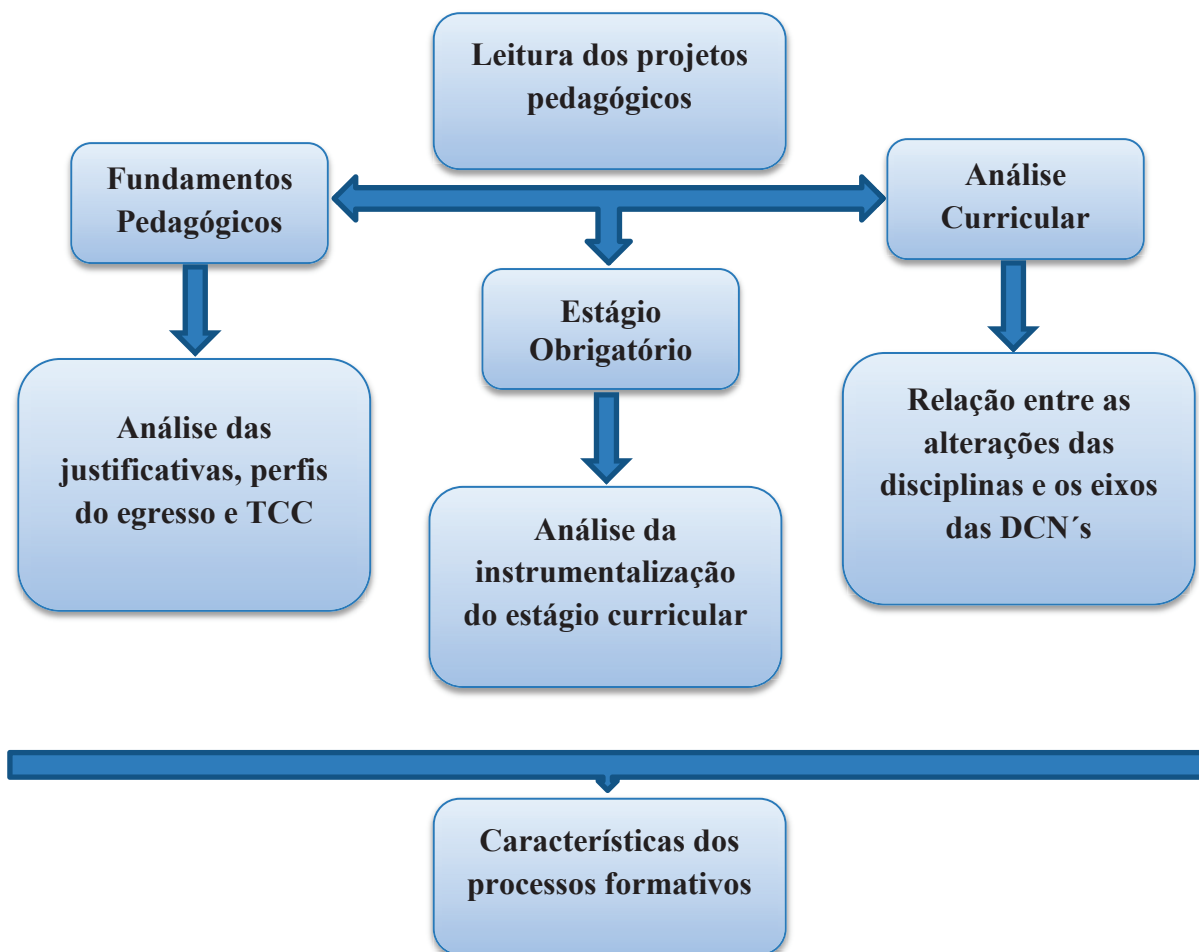 Leitura dos projetos
pedagógicos
Fundamentos
Pedagógicos
Análise
Curricular
Estágio
Obrigatório
Análise das
justificativas, perfis
do egresso e TCC
Análise da
instrumentalização
do estágio curricular
Relação entre as
alterações das
disciplinas e os eixos
das DCN´s
Características dos
processos formativos